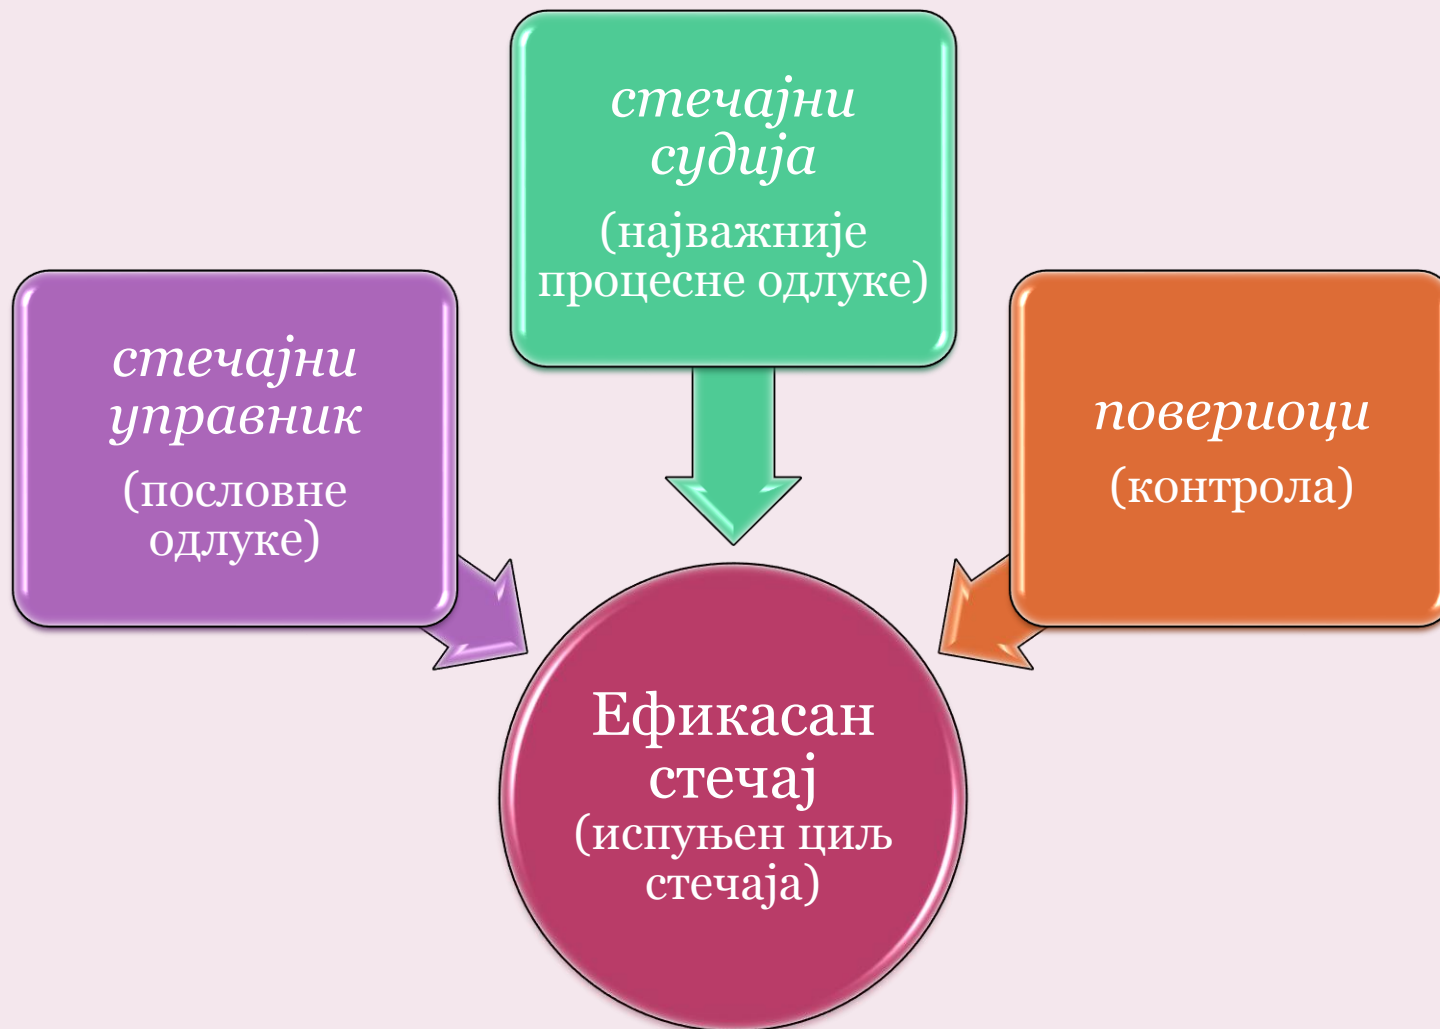 стечајни
судија
(најважније
процесне одлуке)
стечајни
управник
(пословне
одлуке)
повериоци
(контрола)
Ефикасан
стечај
(испуњен циљ
стечаја)